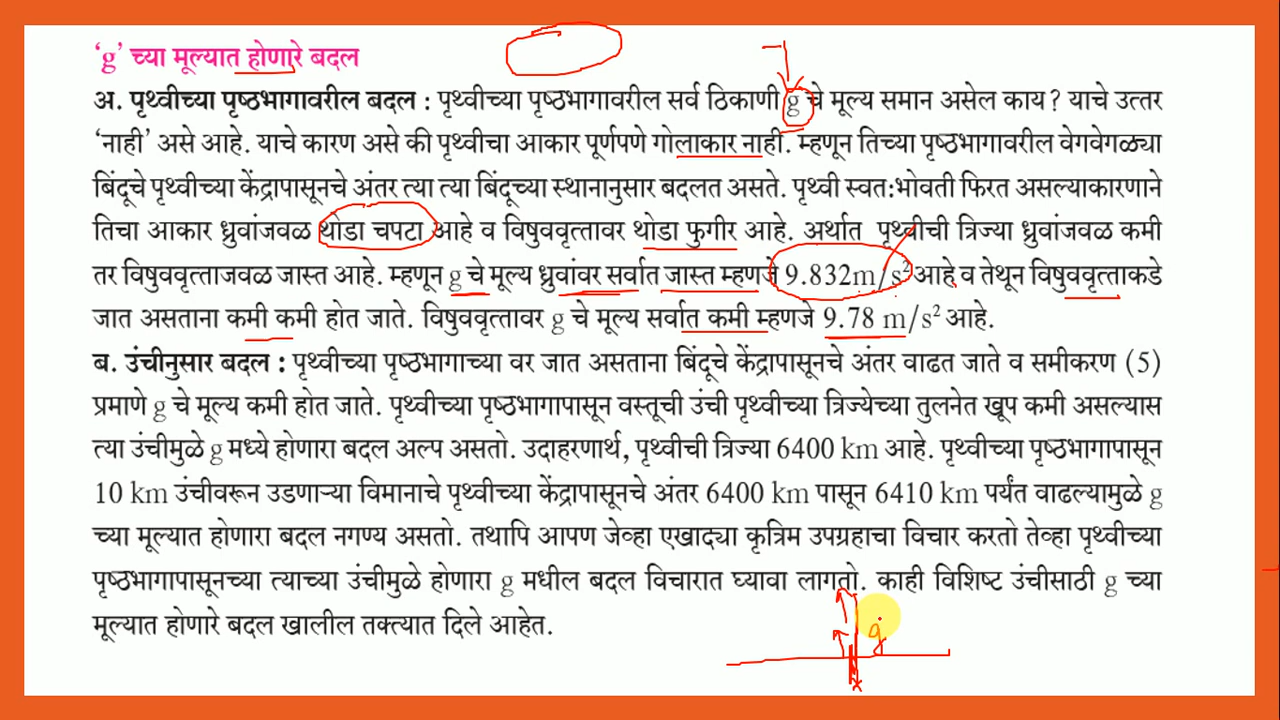 ‘g’ च्या मूल्यात होणारे बदल
अ. पृथ्वीच्या पृष्ठभागावरील बदल : पृथ्वीच्या पृष्ठभागावरील सर्व ठिकाणी g चे मूल्य समान असेल काय? याचे उत्तर
‘नाही’ असे आहे. याचे कारण असे की पृथ्वीचा आकार पूर्णपणे गोलाकार नाही. म्हणून तिच्या पृष्ठभागावरील वेगवेगळ्या
बिंदूचे पृथ्वीच्या केंद्रापासूनचे अंतर त्या त्या बिंदूच्या स्थानानुसार बदलत असते. पृथ्वी स्वत:भोवती फिरत असल्याकारणाने
तिचा आकार ध्रुवांजवळ थोडा चपटा आहे व विषुववृत्तावर थोडा फुगीर आहे. अर्थात पृथ्वीची त्रिज्या ध्रुवांजवळ कमी
तर विषुववृत्ताजवळ जास्त आहे. म्हणून g चे मूल्य ध्रुवांवर सर्वात जास्त म्हणजे 9.832m/s² आहे व तेथून विषुववृत्ताकडे
जात असताना कमी कमी होत जाते. विषुववृत्तावर g चे मूल्य सर्वात कमी म्हणजे 9.78 m/s² आहे.
ब. उंचीनुसार बदल : पृथ्वीच्या पृष्ठभागाच्या वर जात असताना बिंदूचे केंद्रापासूनचे अंतर वाढत जाते व समीकरण (5)
प्रमाणे g चे मूल्य कमी होत जाते. पृथ्वीच्या पृष्ठभागापासून वस्तूची उंची पृथ्वीच्या त्रिज्येच्या तुलनेत खूप कमी असल्यास
त्या उंचीमुळे g मध्ये होणारा बदल अल्प असतो. उदाहरणार्थ, पृथ्वीची त्रिज्या 6400 km आहे. पृथ्वीच्या पृष्ठभागापासून
10 km उंचीवरून उडणाऱ्या विमानाचे पृथ्वीच्या केंद्रापासूनचे अंतर 6400 km पासून 6410 km पर्यंत वाढल्यामुळे g
च्या मूल्यात होणारा बदल नगण्य असतो. तथापि आपण जेव्हा एखाद्या कृत्रिम उपग्रहाचा विचार करतो तेव्हा पृथ्वीच्या
पृष्ठभागापासूनच्या त्याच्या उंचीमुळे होणारा g मधील बदल विचारात घ्यावा लागतो. काही विशिष्ट उंचीसाठी g च्या
मूल्यात होणारे बदल खालील तक्त्यात दिले आहेत.
g